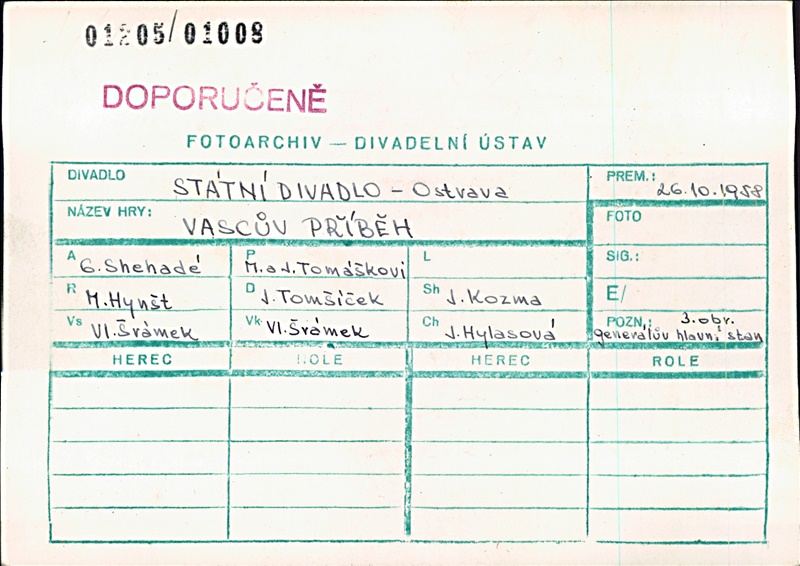 01205/01008
DOPORUČENĚ
FOTOARCHIV — DIVADELNÍ ÚSTAV
DIVADLO STÁTNÍ DIVADLO – Ostrava
PREM.: 26.10.1958
NÁZEV HRY: VASCŮV PŘÍBĚH
FOTO
A G. Shehadé
P M. a J. Tomáškovi
L
SIG.:
R M. Hynšt
D J. Tomšíček
Sh J. Kozma
E/
Vs Vl. Šrámek
Vk Vl. Šrámek
Ch J. Hylasová
POZN.: 3. obr.
generalův hlavní stan
HEREC ROLE HEREC ROLE